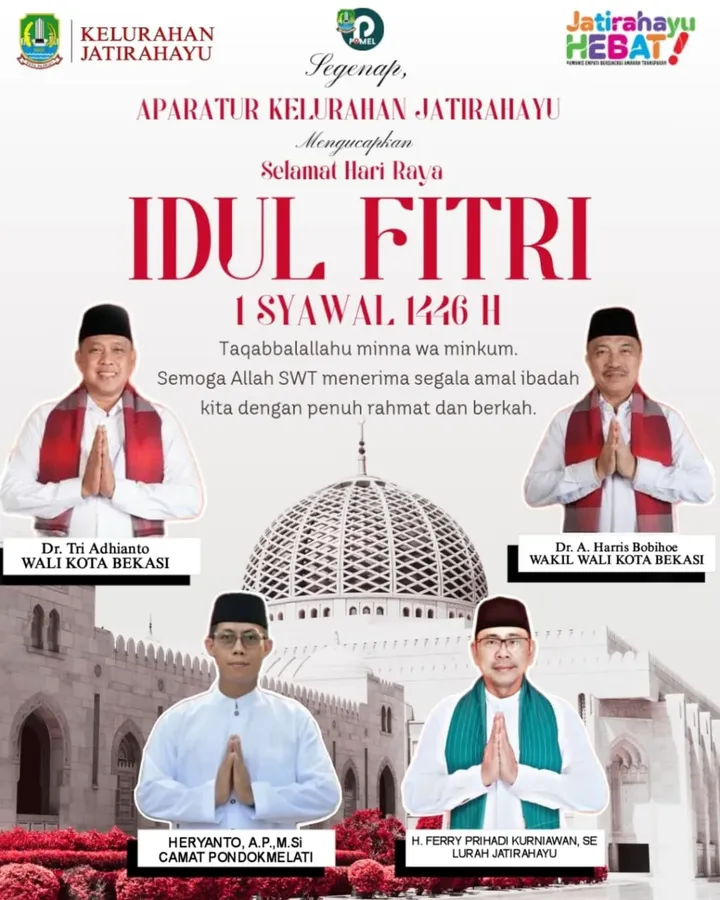 KELURAHAN
JATIRAHAYU
POMEL
Jatirahayu
HEBAT!
Segenap,
APARATUR KELURAHAN JATIRAHAYU
Mengucapkan
Selamat Hari Raya
IDUL FITRI
1 SYAWAL 1446 H
Taqabbalallahu minna wa minkum.
Semoga Allah SWT menerima segala amal ibadah
kita dengan penuh rahmat dan berkah.
Dr. Tri Adhianto
WALI KOTA BEKASI
Dr. A. Harris Bobihoe
WAKIL WALI KOTA BEKASI
HERYANTO, A.P.,M.Si
CAMAT PONDOKMELATI
H. FERRY PRIHADI KURNIAWAN, SE
LURAH JATIRAHAYU